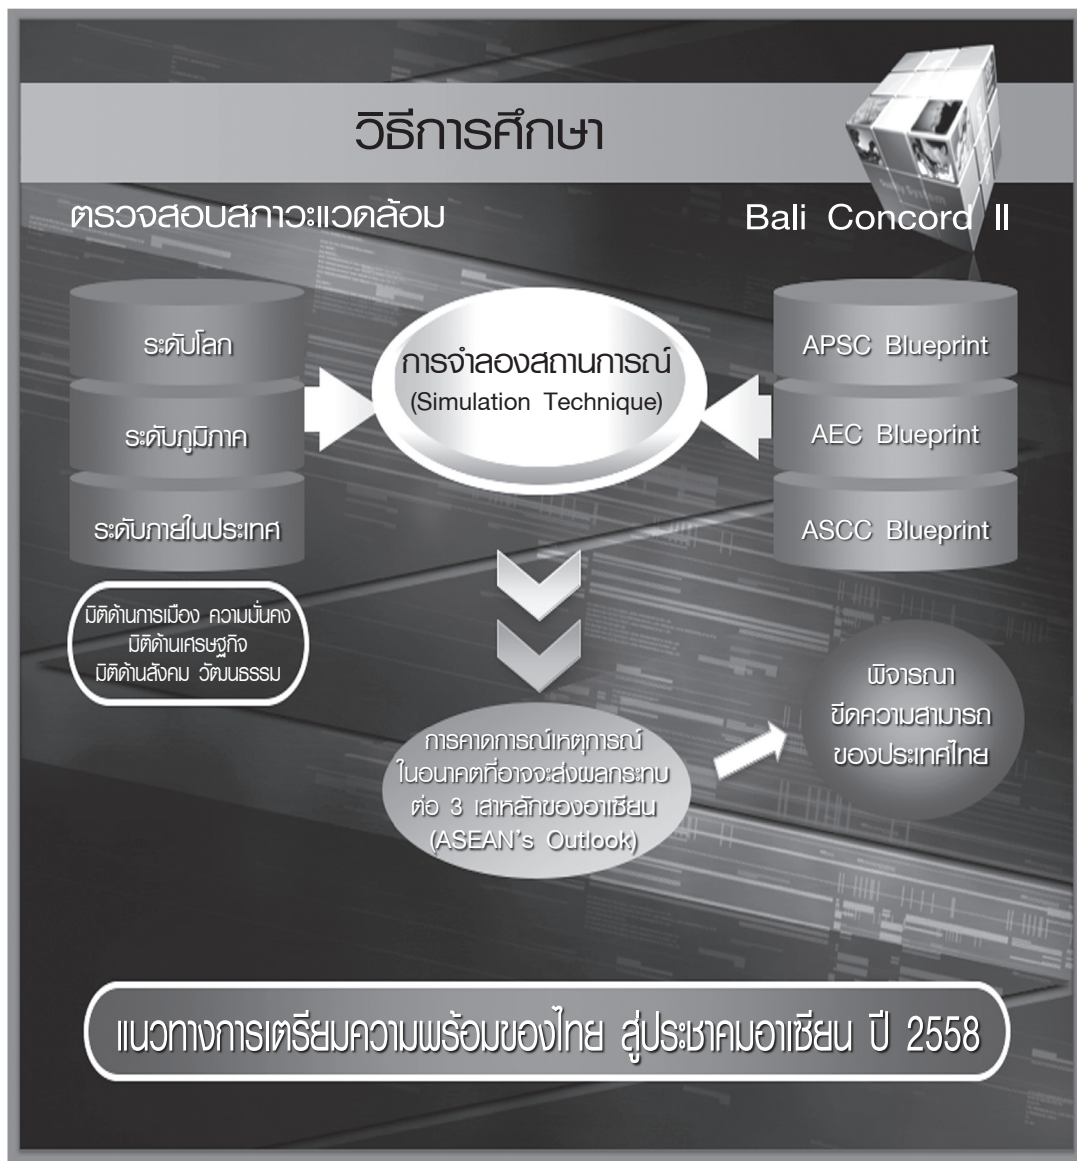 วิธีการศึกษา
ตรวจสอบสภาวะแวดล้อม
Bali Concord II
ระดับโลก
ระดับภูมิภาค
ระดับภายในประเทศ
มิติด้านการเมือง ความมั่นคง
มิติด้านเศรษฐกิจ
มิติด้านสังคม วัฒนธรรม
การจำลองสถานการณ์
(Simulation Technique)
APSC Blueprint
AEC Blueprint
ASCC Blueprint
การคาดการณ์เหตุการณ์
ในอนาคตที่อาจจะส่งผลกระทบ
ต่อ 3 เสาหลักของอาเซียน
(ASEAN's Outlook)
พิจารณา
ขีดความสามารถ
ของประเทศไทย
แนวทางการเตรียมความพร้อมของไทย สู่ประชาคมอาเซียน ปี 2558